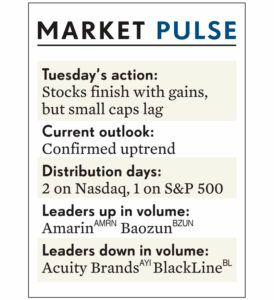 MARKET PULSE
Tuesday's action:
Stocks finish with gains,
but small caps lag
Current outlook:
Confirmed uptrend
Distribution days:
2 on Nasdaq, 1 on S&P 500
Leaders up in volume:
Amarin AMRN Baozun BZUN
Leaders down in volume:
Acuity Brands AYI BlackLine BL